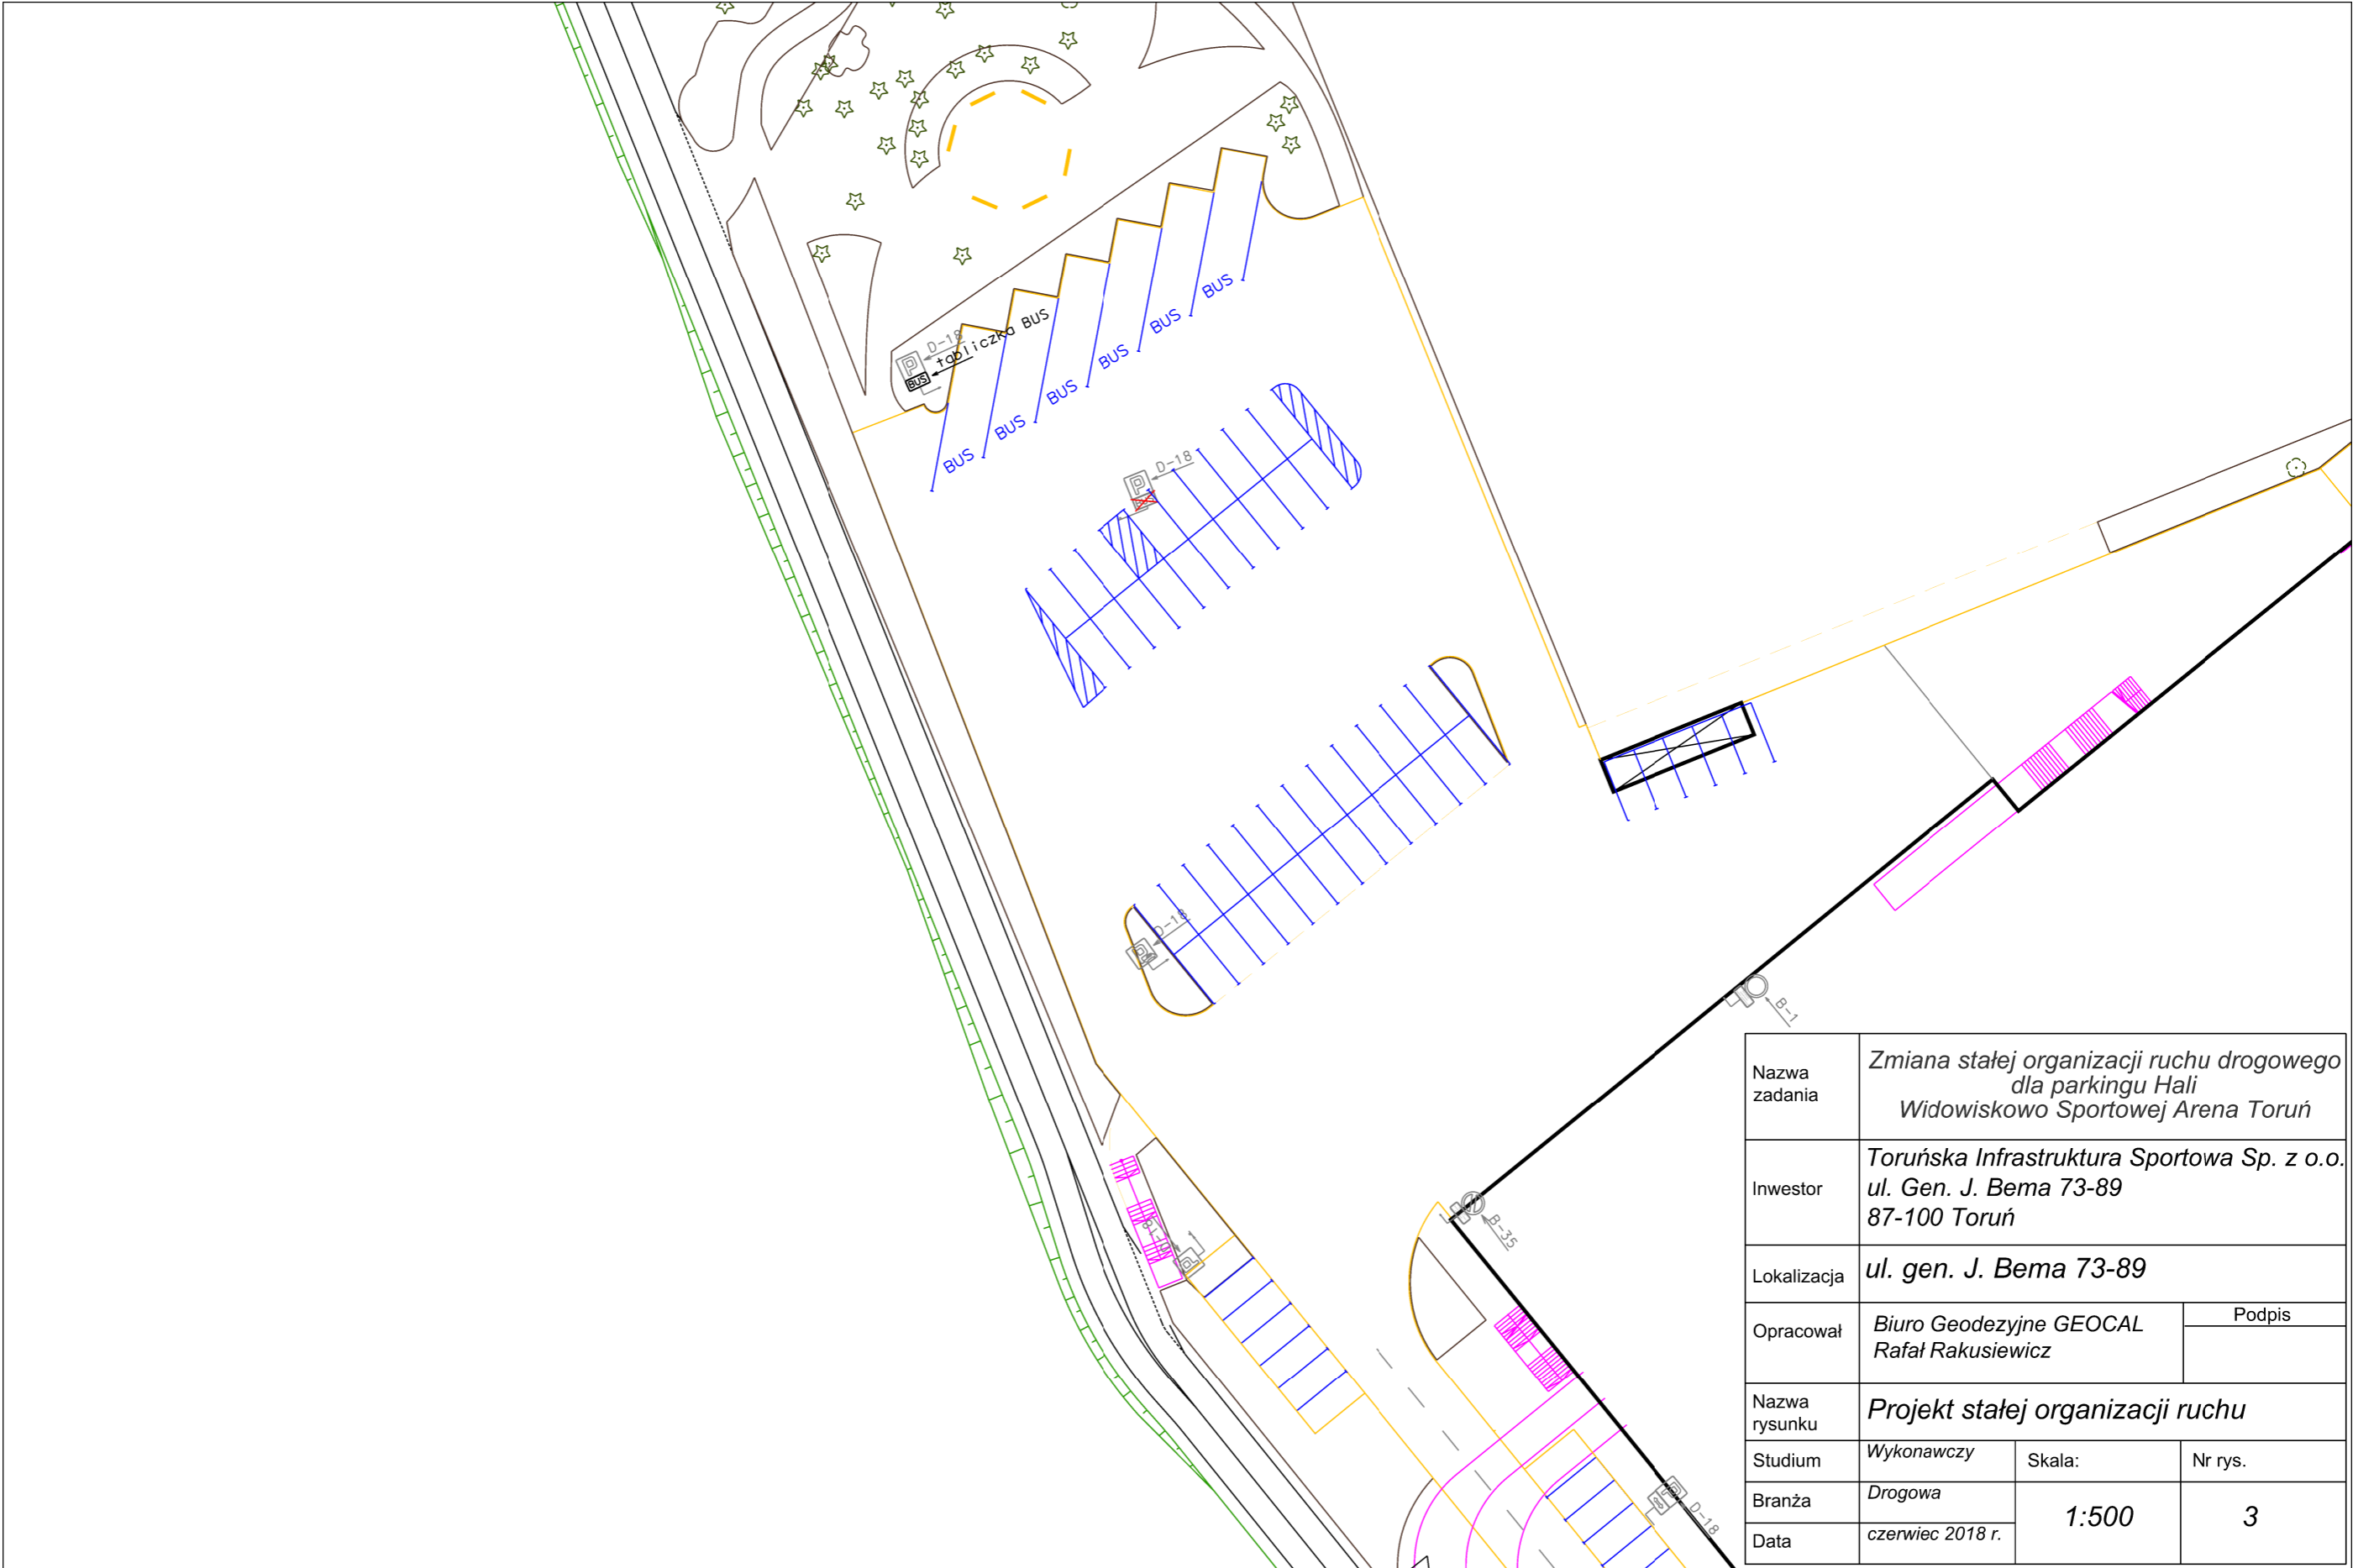 D-18
tabliczka BUS
P
BUS
BUS
BUS
BUS
BUS
BUS
BUS
D-18
P
D-18
P
B-1
B-35
D-18
P
D-18
P
Nazwa
zadania
Zmiana stałej organizacji ruchu drogowego
dla parkingu Hali
Widowiskowo Sportowej Arena Toruń
Inwestor
Toruńska Infrastruktura Sportowa Sp. z o.o.
ul. Gen. J. Bema 73-89
87-100 Toruń
Lokalizacja
ul. gen. J. Bema 73-89
Opracował
Biuro Geodezyjne GEOCAL
Rafał Rakusiewicz
Podpis
Nazwa
rysunku
Projekt stałej organizacji ruchu
Studium
Wykonawczy
Skala:
Nr rys.
Branża
Drogowa
1:500
3
Data
czerwiec 2018 r.